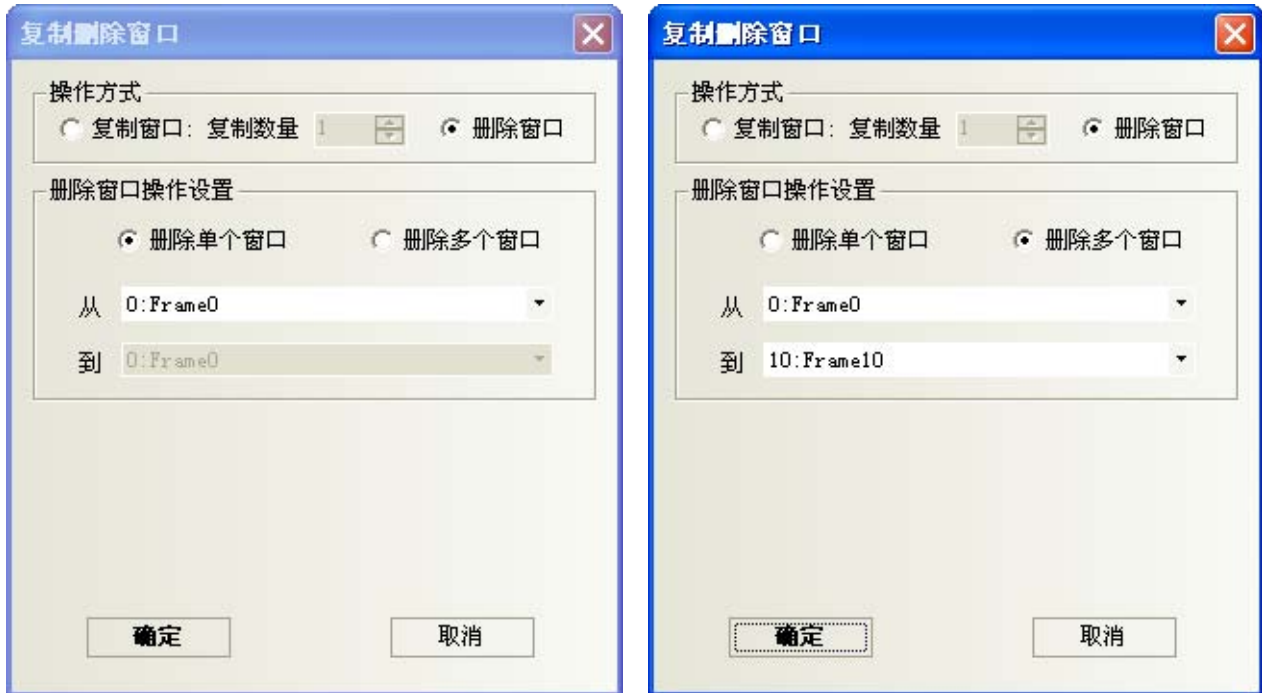 复制删除窗口
操作方式
复制窗口: 复制数量 1 删除窗口
删除窗口操作设置
删除单个窗口 删除多个窗口
从 0:Frame0
到 0:Frame0
确定 取消
复制删除窗口
操作方式
复制窗口: 复制数量 1 删除窗口
删除窗口操作设置
删除单个窗口 删除多个窗口
从 0:Frame0
到 10:Frame10
确定 取消